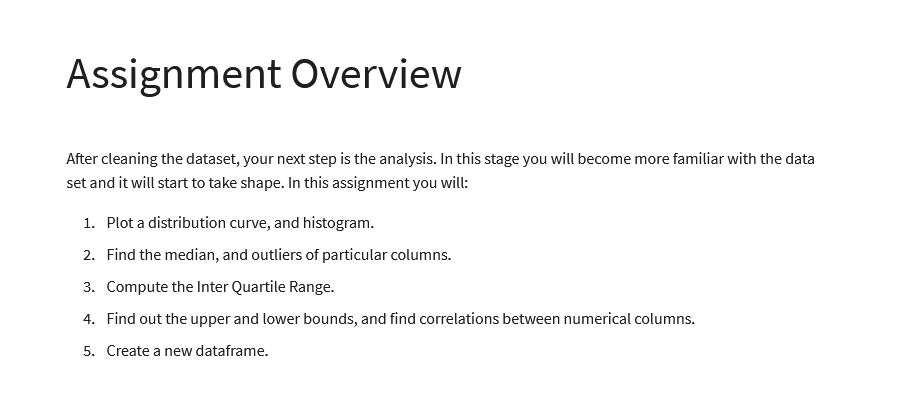 Assignment Overview
After cleaning the dataset, your next step is the analysis. In this stage you will become more familiar with the data
set and it will start to take shape. In this assignment you will:
1. Plot a distribution curve, and histogram.
2. Find the median, and outliers of particular columns.
3. Compute the Inter Quartile Range.
4. Find out the upper and lower bounds, and find correlations between numerical columns.
5. Create a new dataframe.